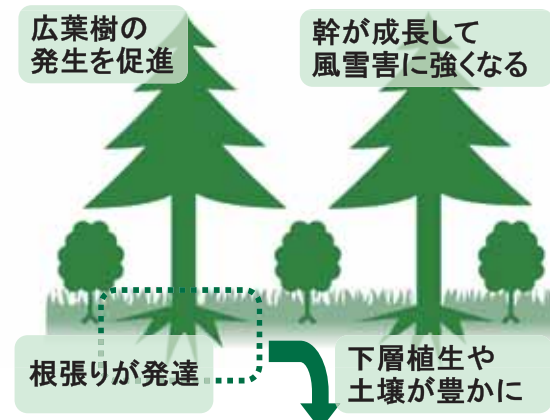 広葉樹の
発生を促進
幹が成長して
風雪害に強くなる
根張りが発達
下層植生や
土壌が豊かに